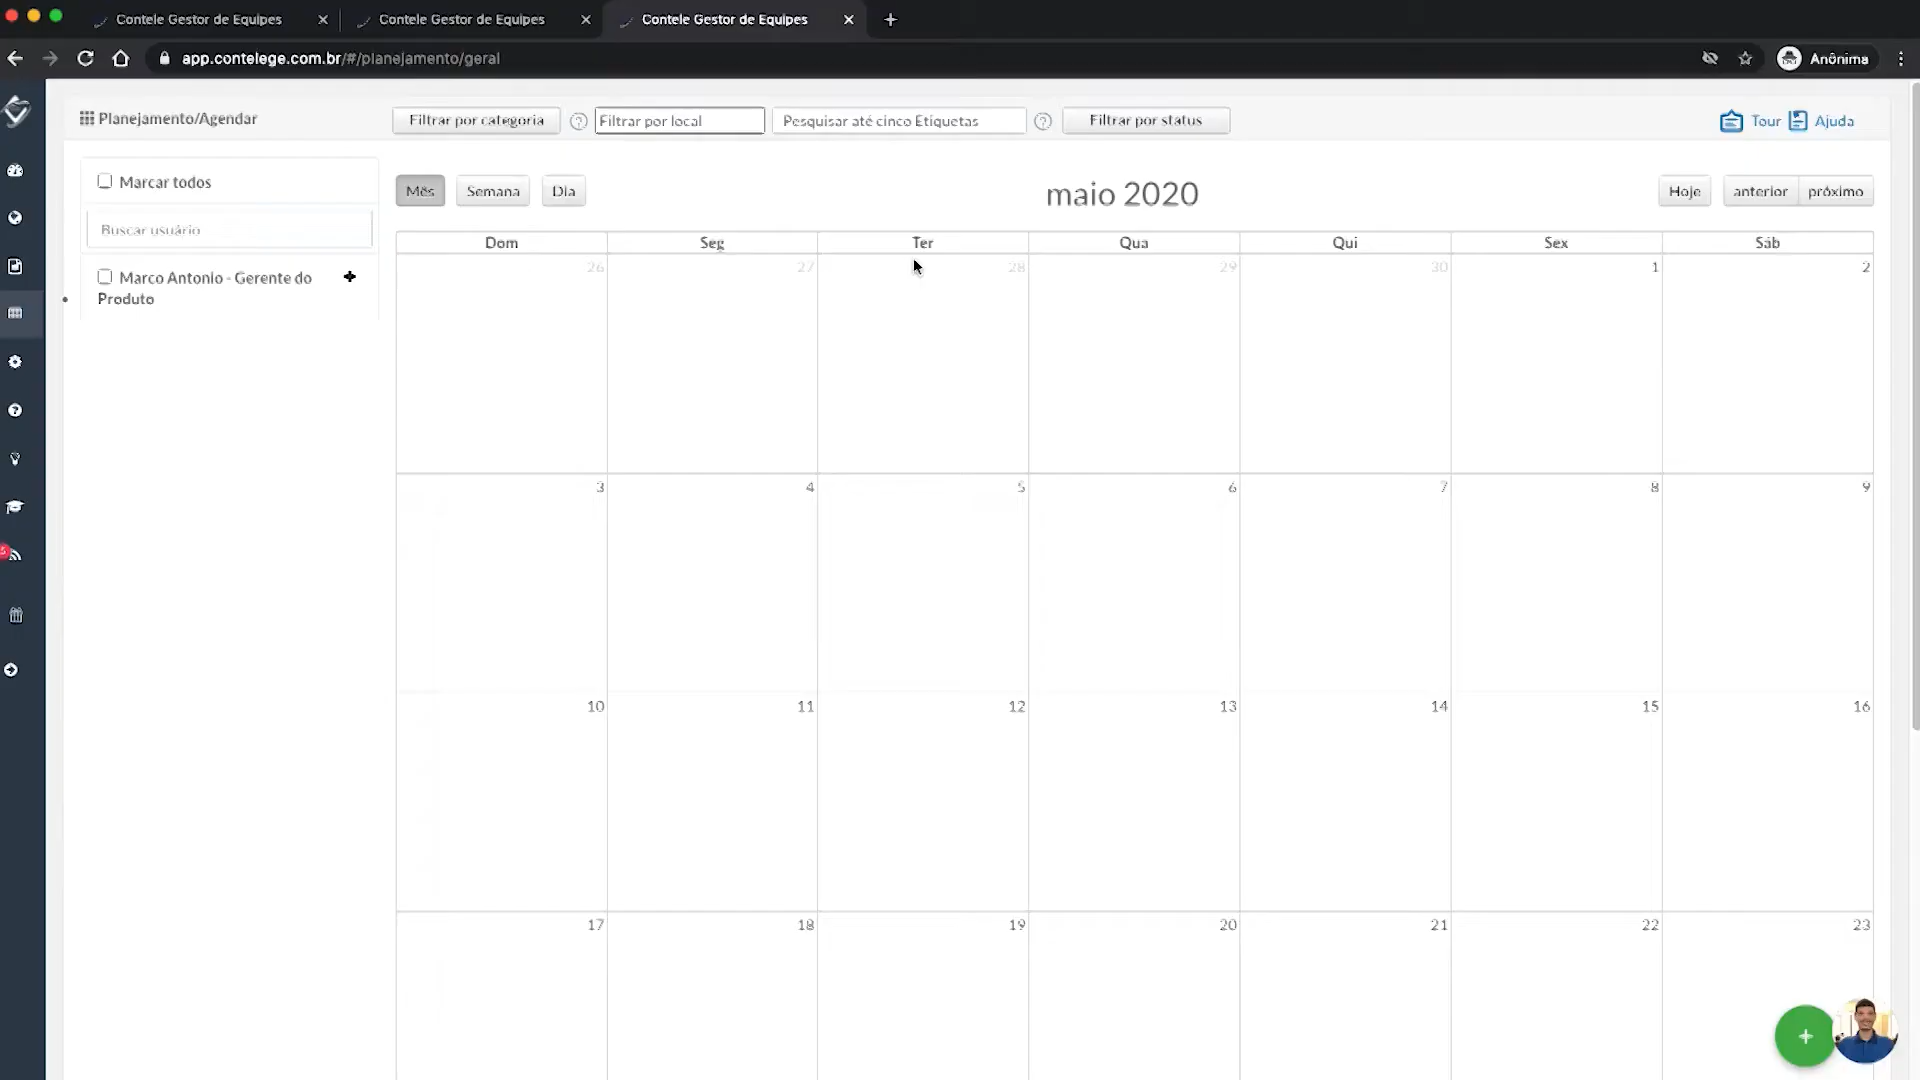 Contele Gestor de Equipes
Contele Gestor de Equipes
Contele Gestor de Equipes
app.contelege.com.br/#/planejamento/geral
Anônima
Planejamento/Agendar
Filtrar por categoria
Filtrar por local
Pesquisar até cinco Etiquetas
Filtrar por status
Tour
Ajuda
Marcar todos
Buscar usuário
Marco Antonio - Gerente do
Produto
Mês Semana Dia
maio 2020
Hoje anterior próximo
Dom Seg Ter Qua Qui Sex Sáb
26 27 28 29 30 1 2
3 4 5 6 7 8 9
10 11 12 13 14 15 16
17 18 19 20 21 22 23
5
+